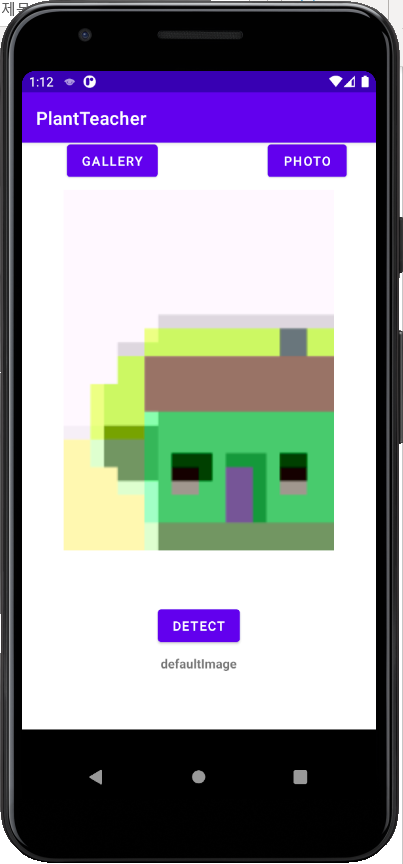 제목
1:12
PlantTeacher
GALLERY
PHOTO
DETECT
defaultImage